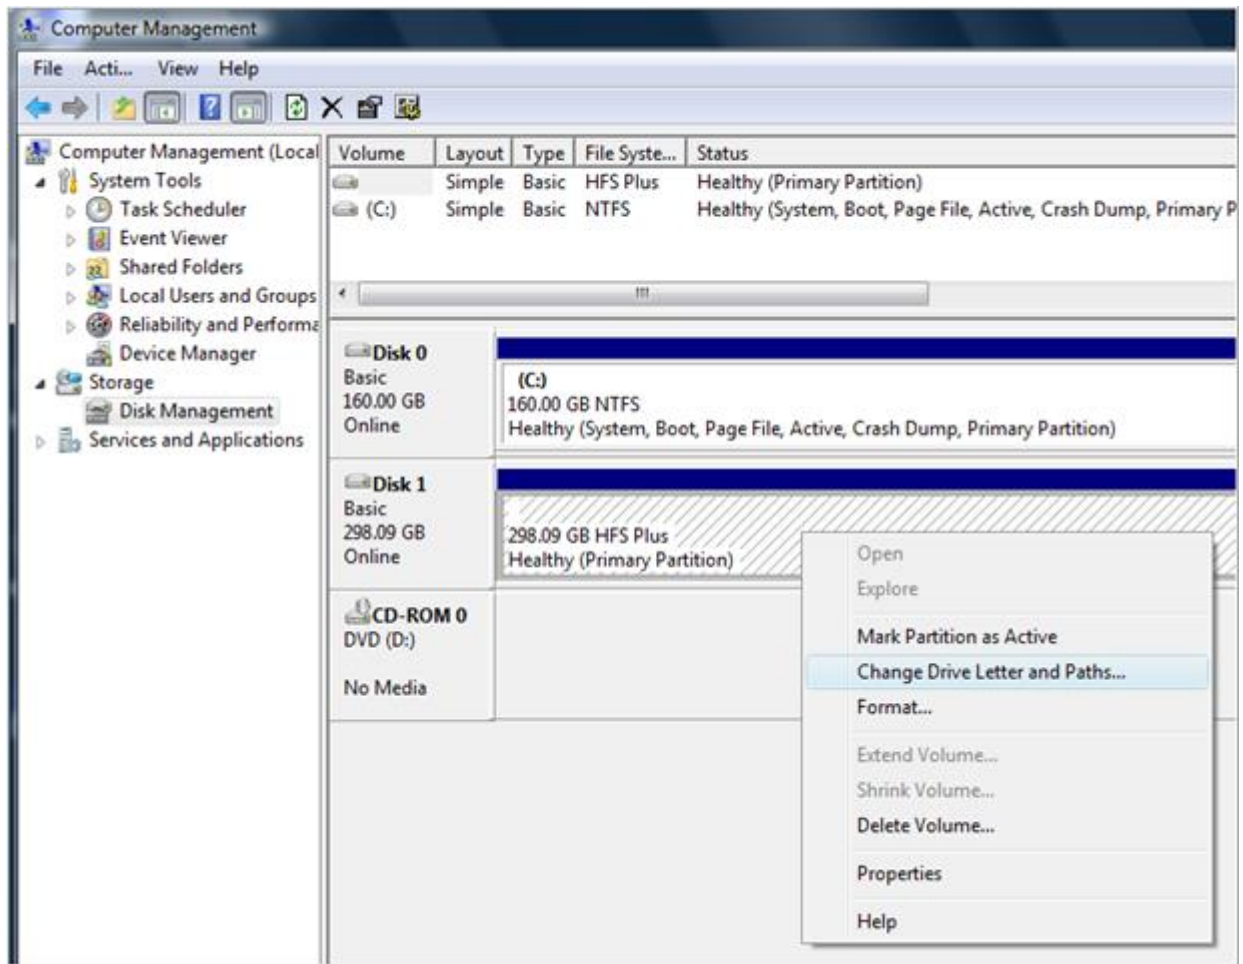 Computer Management
File Acti... View Help
Computer Management (Local
System Tools
Task Scheduler
Event Viewer
Shared Folders
Local Users and Groups
Reliability and Performa
Device Manager
Storage
Disk Management
Services and Applications
Volume Layout Type File Syste... Status
Simple Basic HFS Plus Healthy (Primary Partition)
(C:) Simple Basic NTFS Healthy (System, Boot, Page File, Active, Crash Dump, Primary P
Disk 0
Basic
160.00 GB
Online
(C:)
160.00 GB NTFS
Healthy (System, Boot, Page File, Active, Crash Dump, Primary Partition)
Disk 1
Basic
298.09 GB
Online
298.09 GB HFS Plus
Healthy (Primary Partition)
CD-ROM 0
DVD (D:)
No Media
Open
Explore
Mark Partition as Active
Change Drive Letter and Paths...
Format...
Extend Volume...
Shrink Volume...
Delete Volume...
Properties
Help